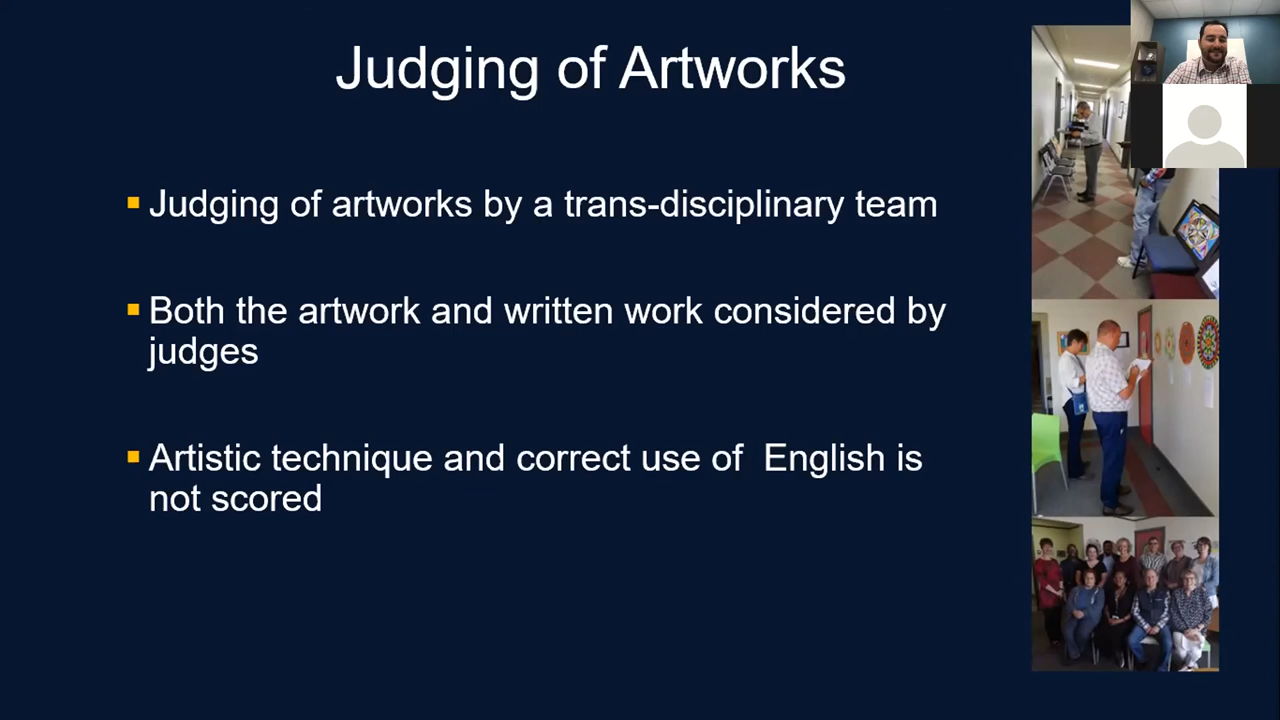 Judging of Artworks
Judging of artworks by a trans-disciplinary team
Both the artwork and written work considered by
judges
Artistic technique and correct use of  English is
not scored